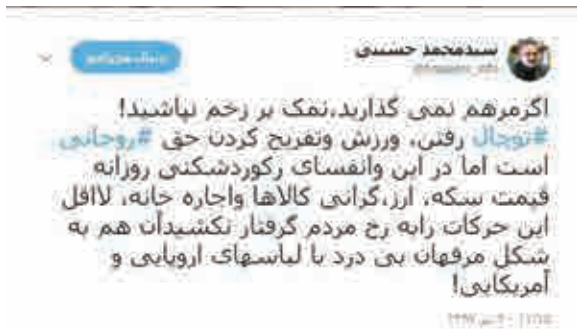 سیدمحمد حسینی
اگرمرهم نمی گذارید،نمک بر زخم نپاشید!
#توچال رفتن، ورزش وتفریح کردن حق #روحانی
است اما در این وانفسای رکوردشکنی روزانه
قیمت سکه، ارز،گرانی کالاها واجاره خانه، لااقل
این حرکات رابه رخ مردم گرفتار نکشیدآن هم به
شکل مرفهان بی درد با لباسهای اروپایی و
آمریکایی!